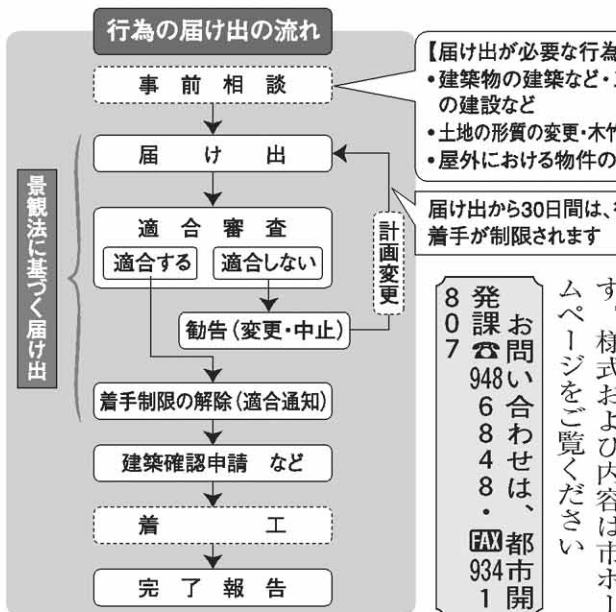 行為の届け出の流れ
事前相談
届け出
適合審査
適合する
適合しない
勧告(変更・中止)
計画変更
着手制限の解除(適合通知)
建築確認申請 など
着工
完了報告
景観法に基づく届け出
【届け出が必要な行為
•建築物の建築など・
の建設など
•土地の形質の変更・木竹
•屋外における物件の
届け出から30日間は、
着手が制限されます
す。様式および内容は市ホー
ムページをご覧ください
お問い合わせは、都市開
発課☎948 6848・FAX934 1
807